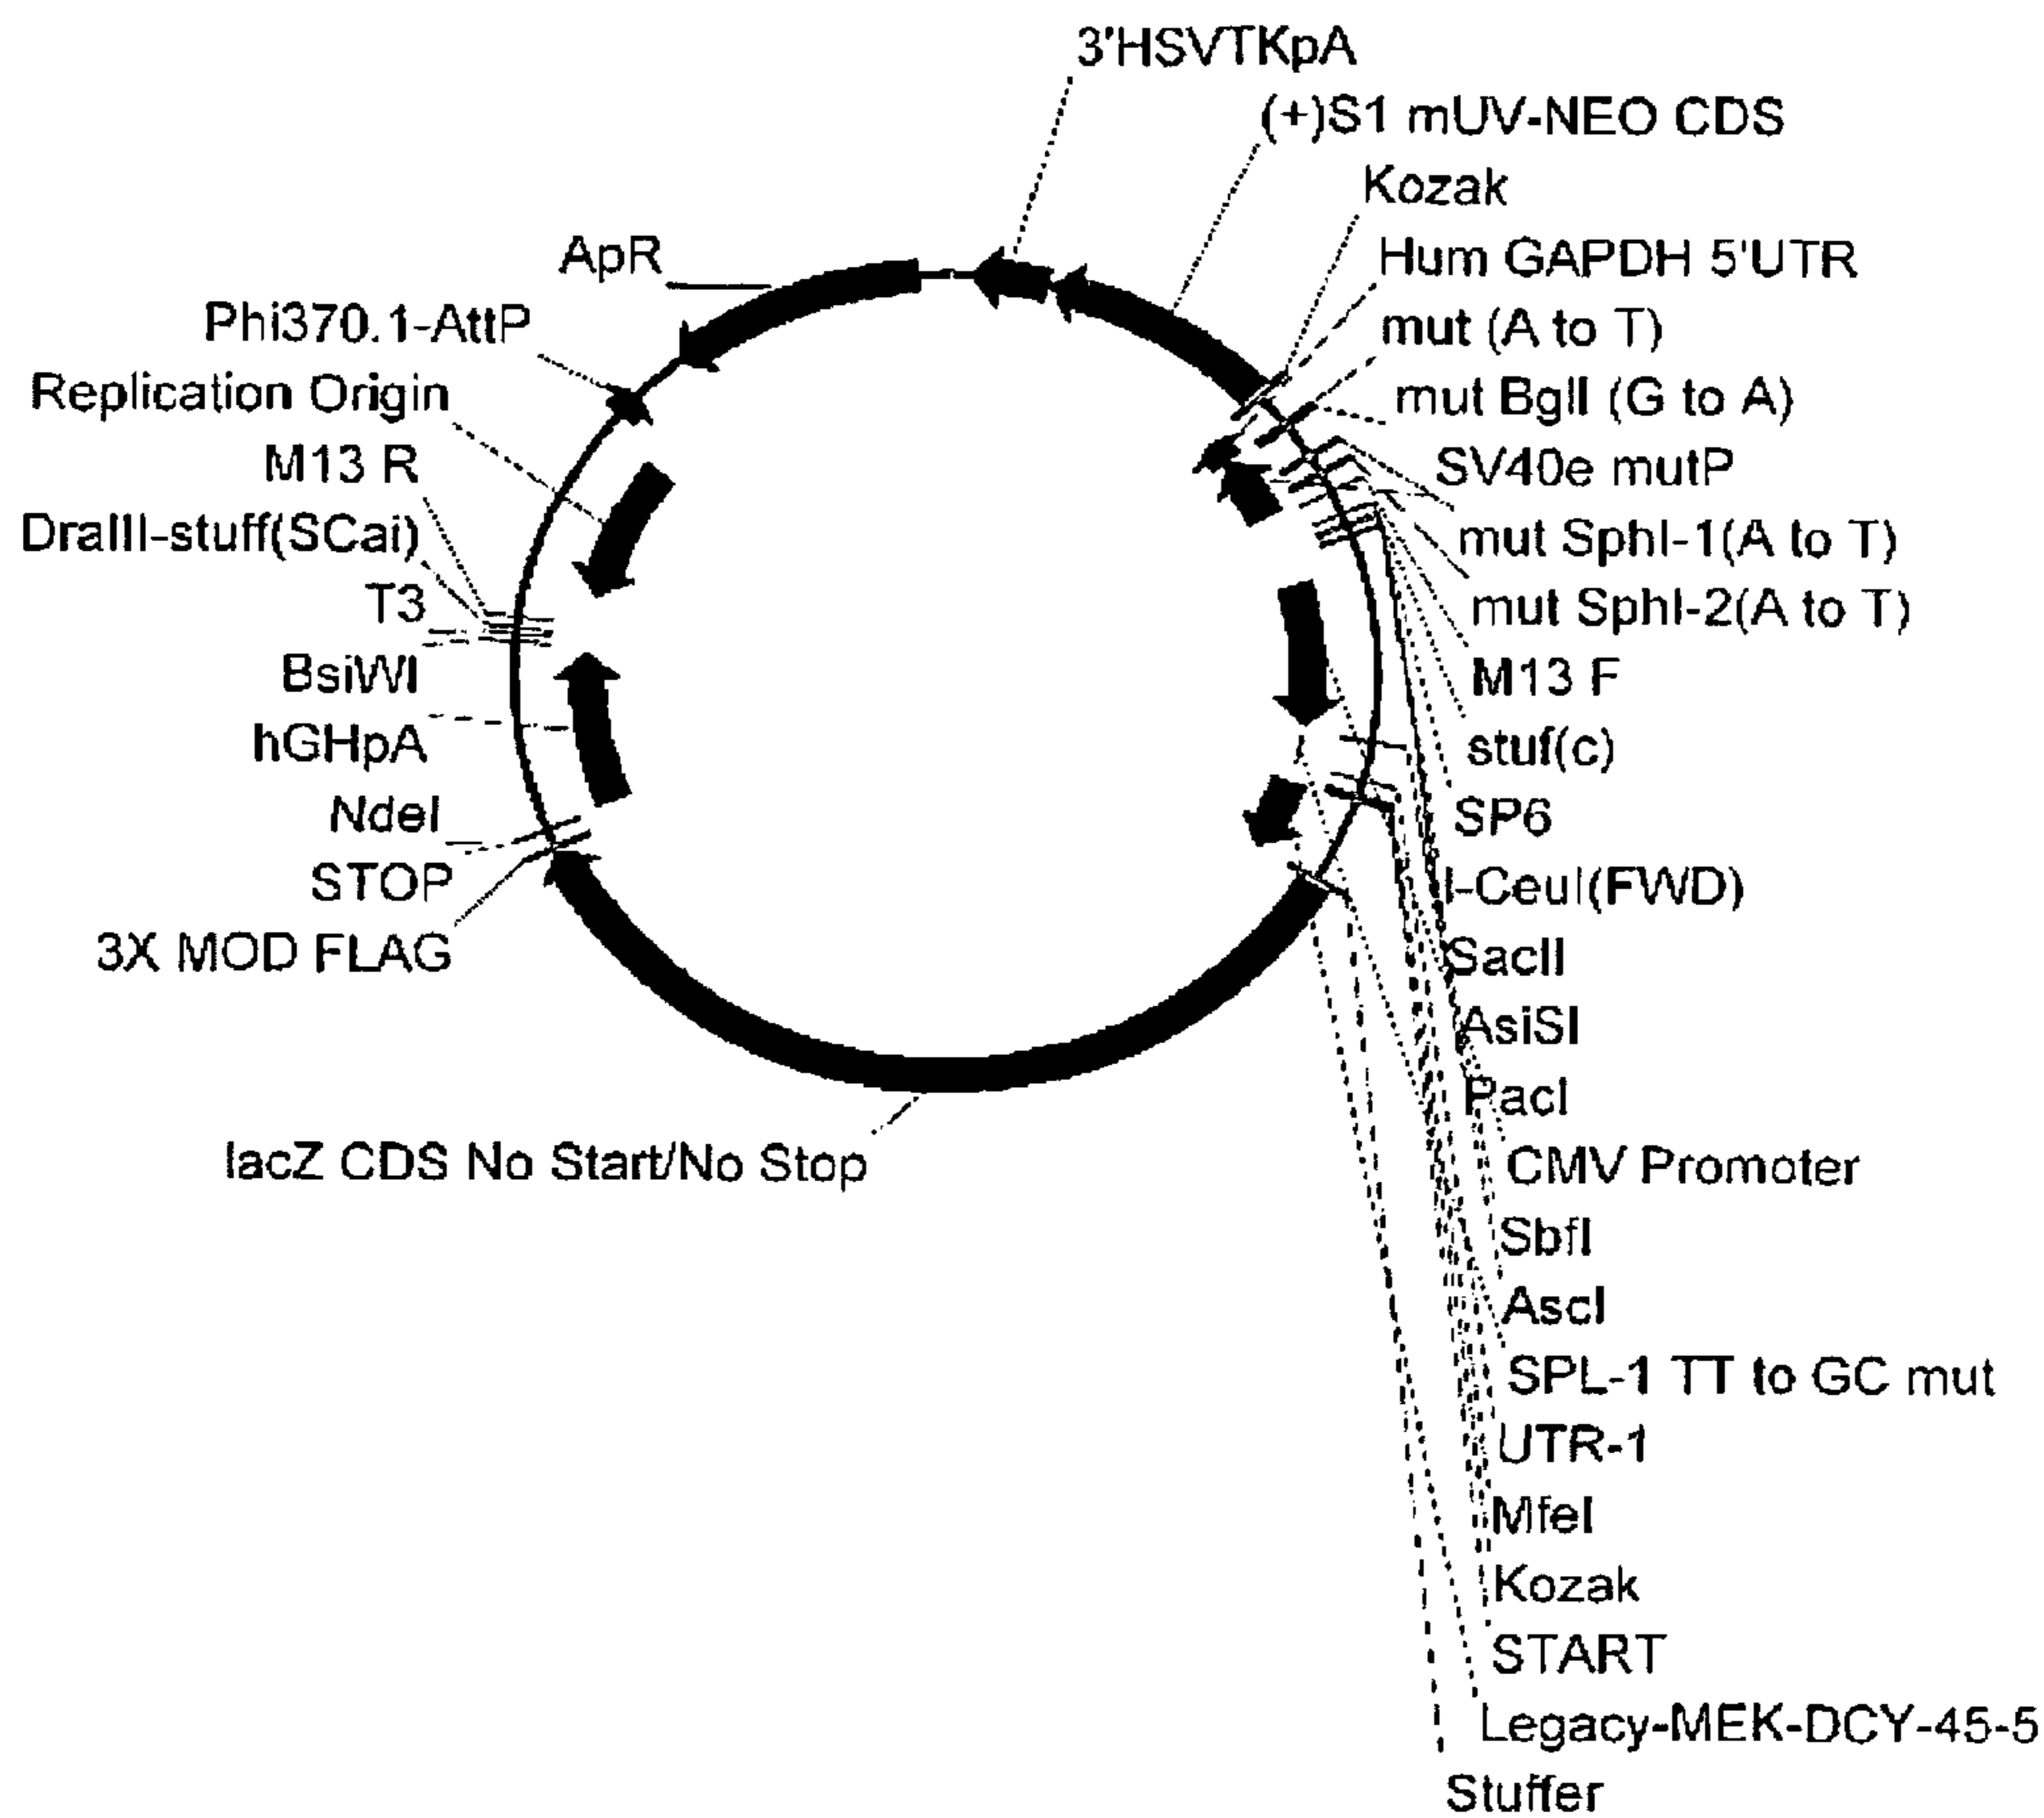 3'HSVTKpA
(+)S1 mUV-NEO CDS
Kozak
Hum GAPDH 5'UTR
mut (A to T)
mut BglI (G to A)
SV40e mutP
mut SphI-1(A to T)
mut SphI-2(A to T)
M13 F
stuf(c)
SP6
I-CeuI(FWD)
SacII
AsiSI
PacI
CMV Promoter
SbfI
AscI
SPL-1 TT to GC mut
UTR-1
MfeI
Kozak
START
Legacy-MEK-DCY-45-5
Stuffer
lacZ CDS No Start/No Stop
3X MOD FLAG
STOP
NdeI
hGHpA
BsiWI
T3
DraIII-stuff(SCai)
M13 R
Replication Origin
Phi370.1-AttP
ApR